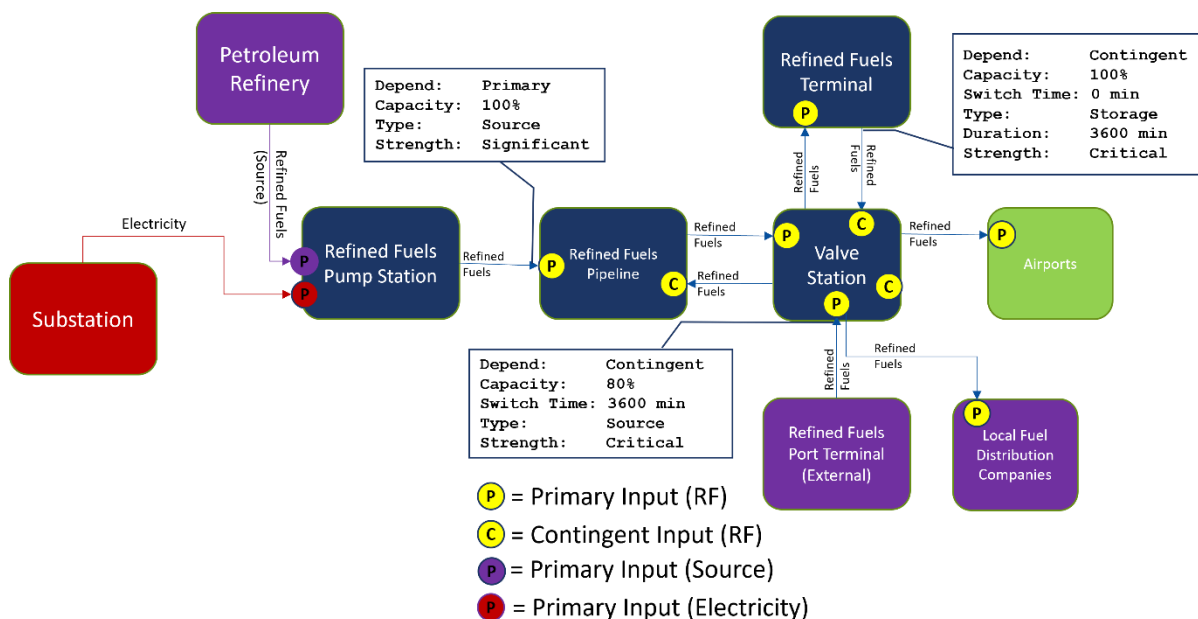 Petroleum
Refinery
Refined Fuels
(Source)
Electricity
Substation
P
P
Refined Fuels
Pump Station
Refined
Fuels
Depend: Primary
Capacity: 100%
Type: Source
Strength: Significant
P
Refined Fuels
Pipeline
C
Refined
Fuels
Refined
Fuels
Refined Fuels
Terminal
P
Refined
Fuels
Refined
Fuels
Depend: Contingent
Capacity: 100%
Switch Time: 0 min
Type: Storage
Duration: 3600 min
Strength: Critical
P
C
Valve
Station
C
P
Refined
Fuels
P
Airports
Depend: Contingent
Capacity: 80%
Switch Time: 3600 min
Type: Source
Strength: Critical
Refined
Fuels
Refined
Fuels
Refined Fuels
Port Terminal
(External)
P
Local Fuel
Distribution
Companies
P = Primary Input (RF)
C = Contingent Input (RF)
P = Primary Input (Source)
P = Primary Input (Electricity)